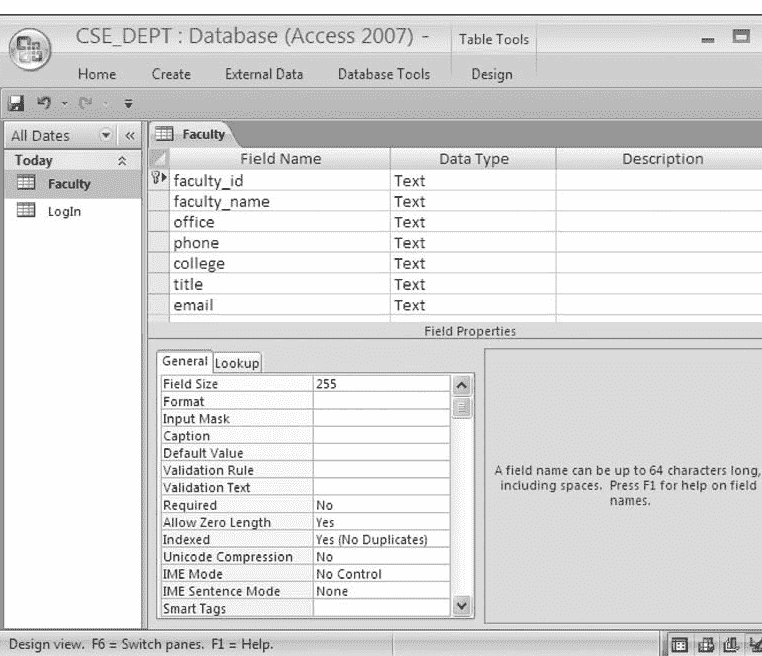 CSE_DEPT : Database (Access 2007) -
Table Tools
Home Create External Data Database Tools Design
All Dates «
Faculty
Today
Faculty
LogIn
Field Name Data Type Description
faculty_id Text
faculty_name Text
office Text
phone Text
college Text
title Text
email Text
Field Properties
General Lookup
Field Size 255
Format
Input Mask
Caption
Default Value
Validation Rule
Validation Text
Required No
Allow Zero Length Yes
Indexed Yes (No Duplicates)
Unicode Compression No
IME Mode No Control
IME Sentence Mode None
Smart Tags
A field name can be up to 64 characters long,
including spaces. Press F1 for help on field
names.
Design view. F6 = Switch panes. F1 = Help.